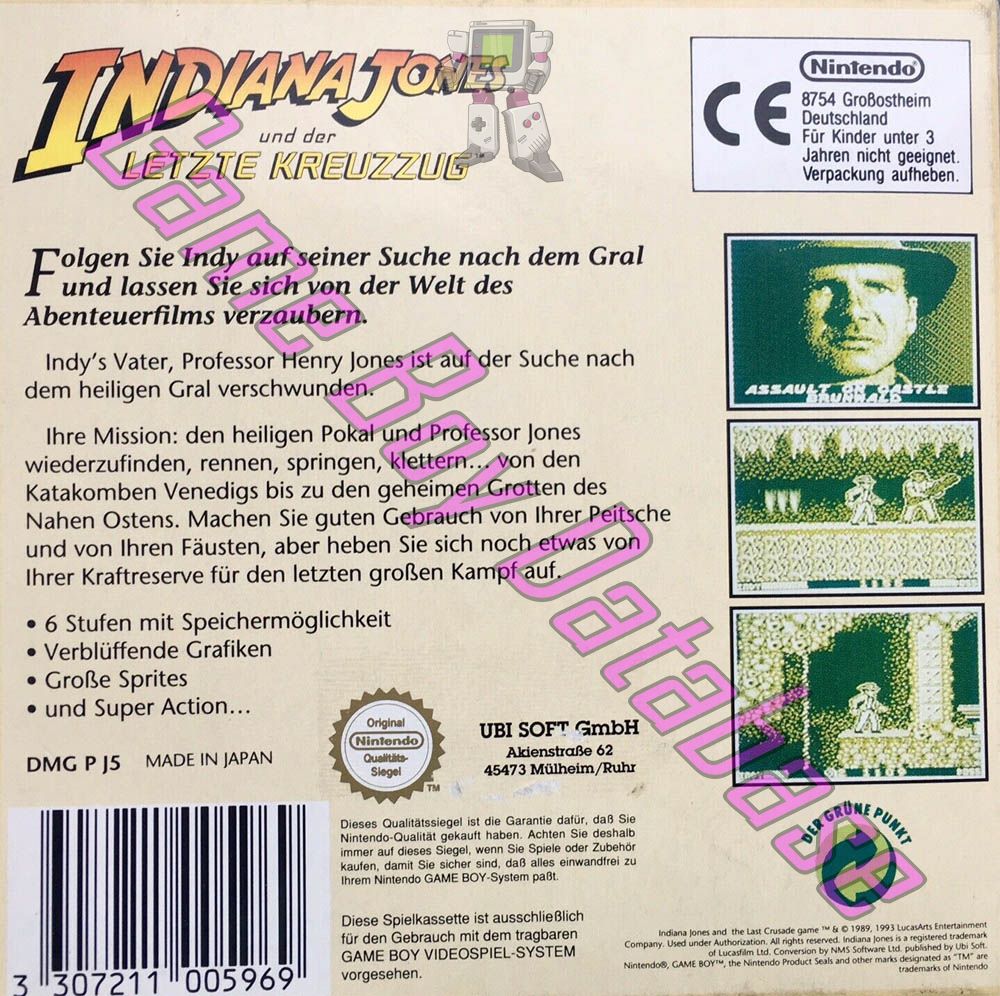 INDIANA JONES
und der
LETZTE KREUZZUG™
Nintendo
CE
8754 Großostheim
Deutschland
Für Kinder unter 3
Jahren nicht geeignet.
Verpackung aufheben.
Folgen Sie Indy auf seiner Suche nach dem Gral
und lassen Sie sich von der Welt des
Abenteuerfilms verzaubern.
Indy's Vater, Professor Henry Jones ist auf der Suche nach
dem heiligen Gral verschwunden.
Ihre Mission: den heiligen Pokal und Professor Jones
wiederzufinden, rennen, springen, klettern... von den
Katakomben Venedigs bis zu den geheimen Grotten des
Nahen Ostens. Machen Sie guten Gebrauch von Ihrer Peitsche
und von Ihren Fäusten, aber heben Sie sich noch etwas von
Ihrer Kraftreserve für den letzten großen Kampf auf.
• 6 Stufen mit Speichermöglichkeit
• Verblüffende Grafiken
• Große Sprites
• und Super Action...
ASSAULT ON CASTLE
BRUNWALD
DMG P J5 MADE IN JAPAN
Original
Nintendo
Qualitäts-
Siegel
TM
UBI SOFT GmbH
Akienstraße 62
45473 Mülheim/Ruhr
Dieses Qualitätssiegel ist die Garantie dafür, daß Sie
Nintendo-Qualität gekauft haben. Achten Sie deshalb
immer auf dieses Siegel, wenn Sie Spiele oder Zubehör
kaufen, damit Sie sicher sind, daß alles einwandfrei zu
Ihrem Nintendo GAME BOY-System paßt.
Diese Spielkassette ist ausschließlich
für den Gebrauch mit dem tragbaren
GAME BOY VIDEOSPIEL-SYSTEM
vorgesehen.
DER GRÜNE PUNKT
Indiana Jones and the Last Crusade game ™ & © 1989, 1993 LucasArts Entertainment
Company. Used under Authorization. All rights reserved. Indiana Jones is a registered trademark
of Lucasfilm Ltd. Conversion by NMS Software Ltd. published by Ubi Soft.
Nintendo®, GAME BOY™, the Nintendo Product Seals and other marks designated as "TM" are
trademarks of Nintendo
3 307211 005969
Game Boy Database